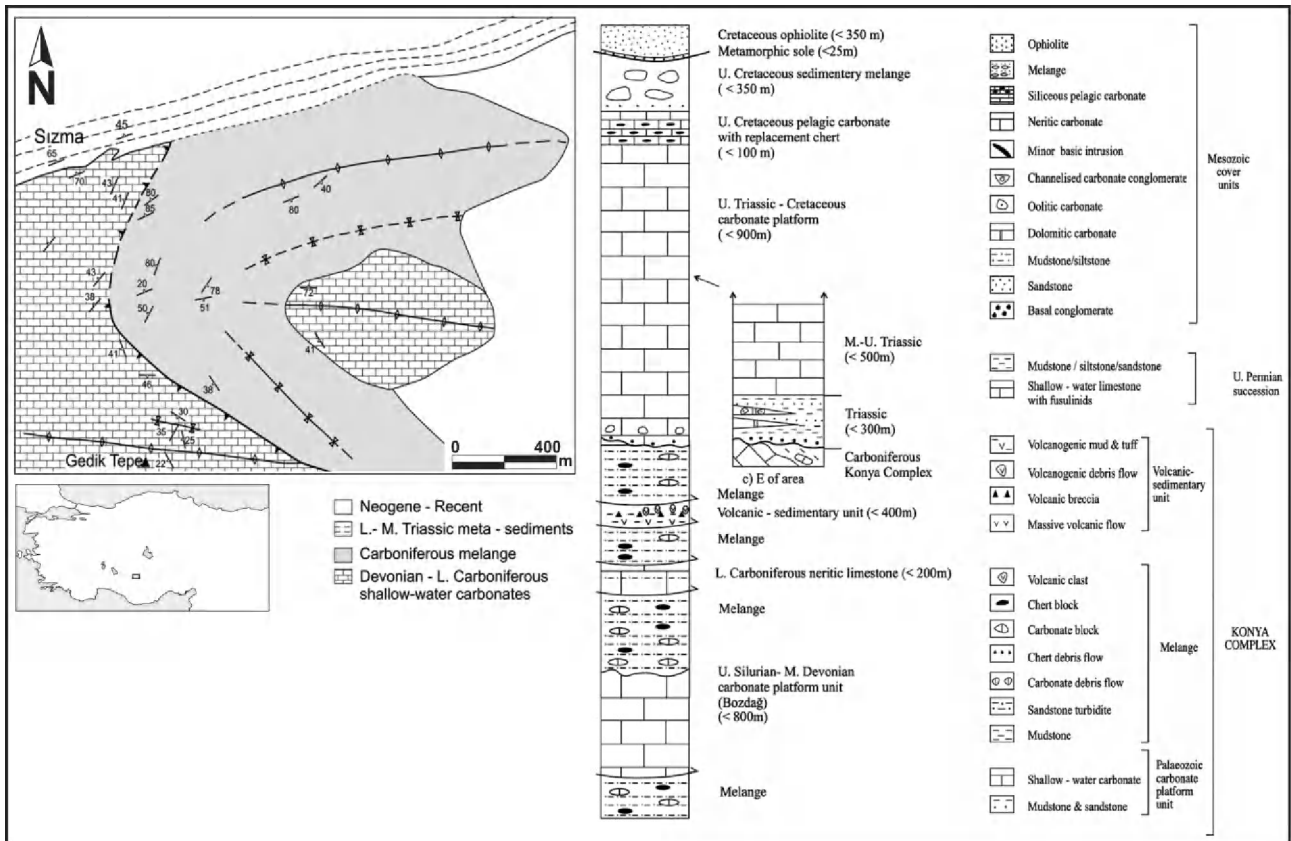 N
Sızma
45
65
70
43
41
80
85
40
80
80
43
20
38
50
78
51
72
41
41
46
38
30
35
25
22
Gedik Tepe
0 400
m
5
Neogene - Recent
L.- M. Triassic meta - sediments
Carboniferous melange
Devonian - L. Carboniferous
shallow-water carbonates
Cretaceous ophiolite (< 350 m)
Metamorphic sole (<25m)
U. Cretaceous sedimentery melange
(< 350 m)
U. Cretaceous pelagic carbonate
with replacement chert
(< 100 m)
U. Triassic - Cretaceous
carbonate platform
(< 900m)
M.-U. Triassic
(< 500m)
Triassic
(< 300m)
Carboniferous
Konya Complex
c) E of area
Melange
Volcanic - sedimentary unit (< 400m)
Melange
L. Carboniferous neritic limestone (< 200m)
Melange
U. Silurian- M. Devonian
carbonate platform unit
(Bozdağ)
(< 800m)
Melange
Ophiolite
Melange
Siliceous pelagic carbonate
Neritic carbonate
Minor basic intrusion
Channelised carbonate conglomerate
Oolitic carbonate
Dolomitic carbonate
Mudstone/siltstone
Sandstone
Basal conglomerate
Mesozoic
cover
units
Mudstone / siltstone/sandstone
Shallow - water limestone
with fusulinids
U. Permian
succession
Volcanogenic mud & tuff
Volcanogenic debris flow
Volcanic breccia
Massive volcanic flow
Volcanic-
sedimentary
unit
Volcanic clast
Chert block
Carbonate block
Chert debris flow
Carbonate debris flow
Sandstone turbidite
Mudstone
Melange
Shallow - water carbonate
Mudstone & sandstone
Palaeozoic
carbonate
platform
unit
KONYA
COMPLEX